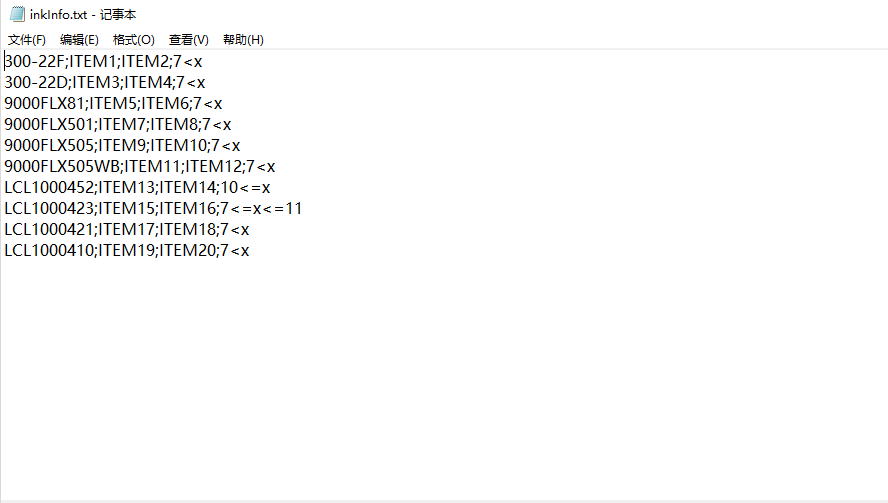 inkInfo.txt - 记事本
文件(F) 编辑(E) 格式(O) 查看(V) 帮助(H)
300-22F;ITEM1;ITEM2;7<x
300-22D;ITEM3;ITEM4;7<x
9000FLX81;ITEM5;ITEM6;7<x
9000FLX501;ITEM7;ITEM8;7<x
9000FLX505;ITEM9;ITEM10;7<x
9000FLX505WB;ITEM11;ITEM12;7<x
LCL1000452;ITEM13;ITEM14;10<=x
LCL1000423;ITEM15;ITEM16;7<=x<=11
LCL1000421;ITEM17;ITEM18;7<x
LCL1000410;ITEM19;ITEM20;7<x